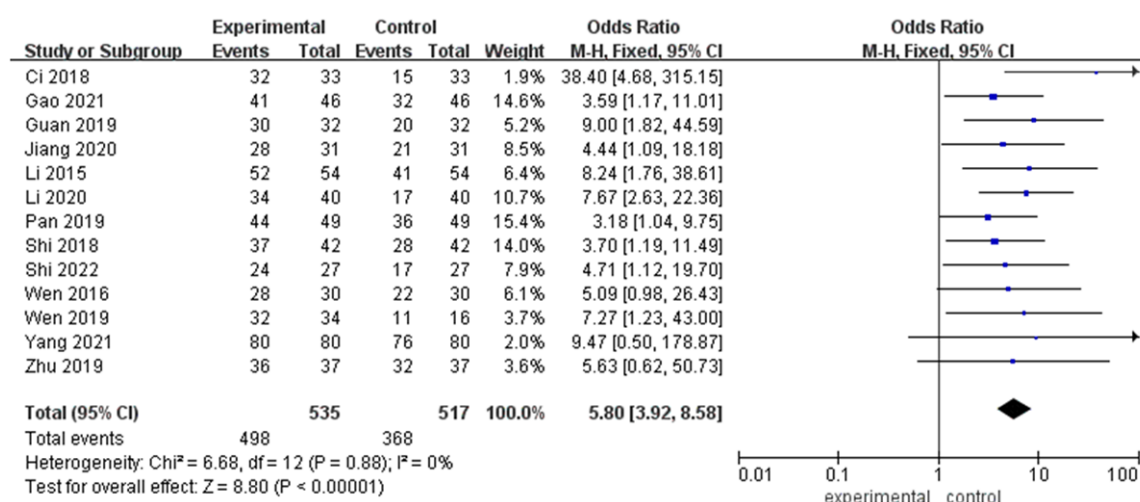 Experimental Control Odds Ratio Odds Ratio
Study or Subgroup Events Total Events Total Weight M-H, Fixed, 95% CI M-H, Fixed, 95% CI
Ci 2018 32 33 15 33 1.9% 38.40 [4.68, 315.15]
Gao 2021 41 46 32 46 14.6% 3.59 [1.17, 11.01]
Guan 2019 30 32 20 32 5.2% 9.00 [1.82, 44.59]
Jiang 2020 28 31 21 31 8.5% 4.44 [1.09, 18.18]
Li 2015 52 54 41 54 6.4% 8.24 [1.76, 38.61]
Li 2020 34 40 17 40 10.7% 7.67 [2.63, 22.36]
Pan 2019 44 49 36 49 15.4% 3.18 [1.04, 9.75]
Shi 2018 37 42 28 42 14.0% 3.70 [1.19, 11.49]
Shi 2022 24 27 17 27 7.9% 4.71 [1.12, 19.70]
Wen 2016 28 30 22 30 6.1% 5.09 [0.98, 26.43]
Wen 2019 32 34 11 16 3.7% 7.27 [1.23, 43.00]
Yang 2021 80 80 76 80 2.0% 9.47 [0.50, 178.87]
Zhu 2019 36 37 32 37 3.6% 5.63 [0.62, 50.73]
Total (95% CI) 535 517 100.0% 5.80 [3.92, 8.58]
Total events 498 368
Heterogeneity: Chi² = 6.68, df = 12 (P = 0.88); I² = 0%
Test for overall effect: Z = 8.80 (P < 0.00001)
0.01 0.1 1 10 100
experimental control